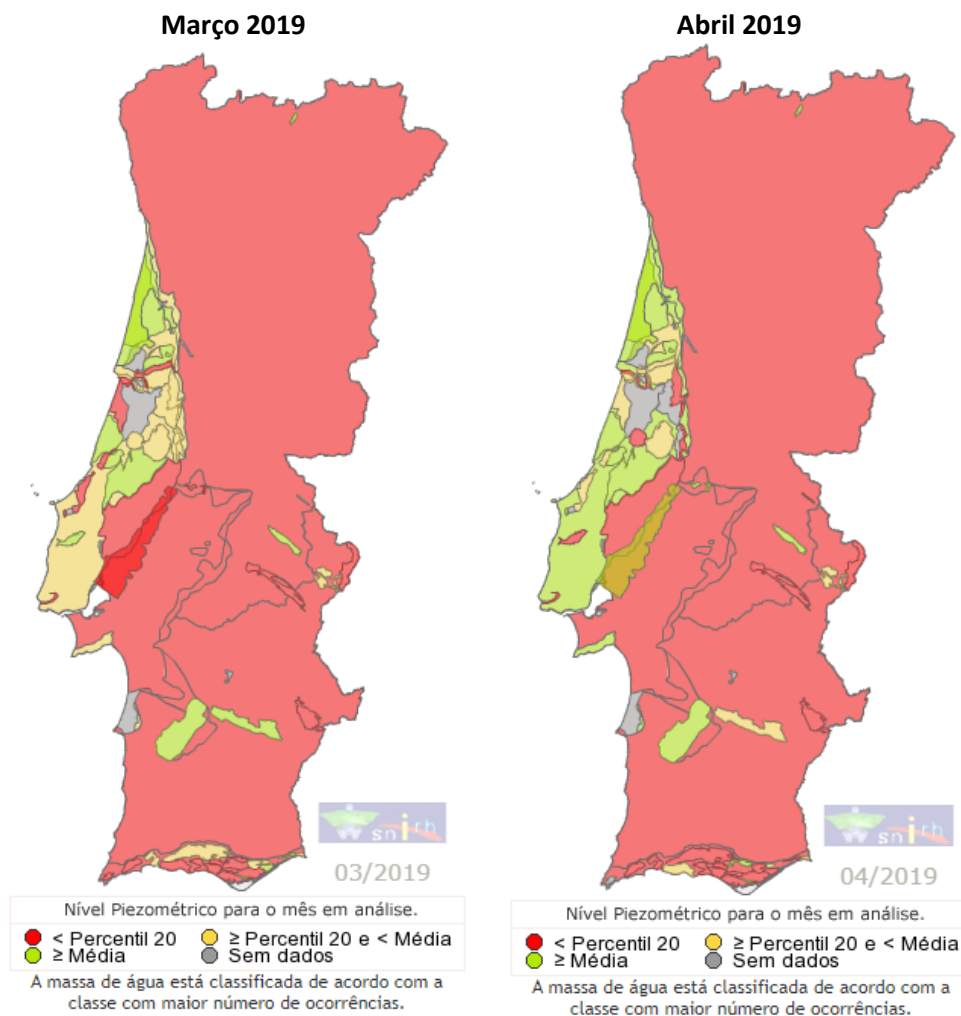 Março 2019
snirh
03/2019
Nível Piezométrico para o mês em análise.
< Percentil 20 ≥ Percentil 20 e < Média
≥ Média Sem dados
A massa de água está classificada de acordo com a
classe com maior número de ocorrências.
Abril 2019
snirh
04/2019
Nível Piezométrico para o mês em análise.
< Percentil 20 ≥ Percentil 20 e < Média
≥ Média Sem dados
A massa de água está classificada de acordo com a
classe com maior número de ocorrências.